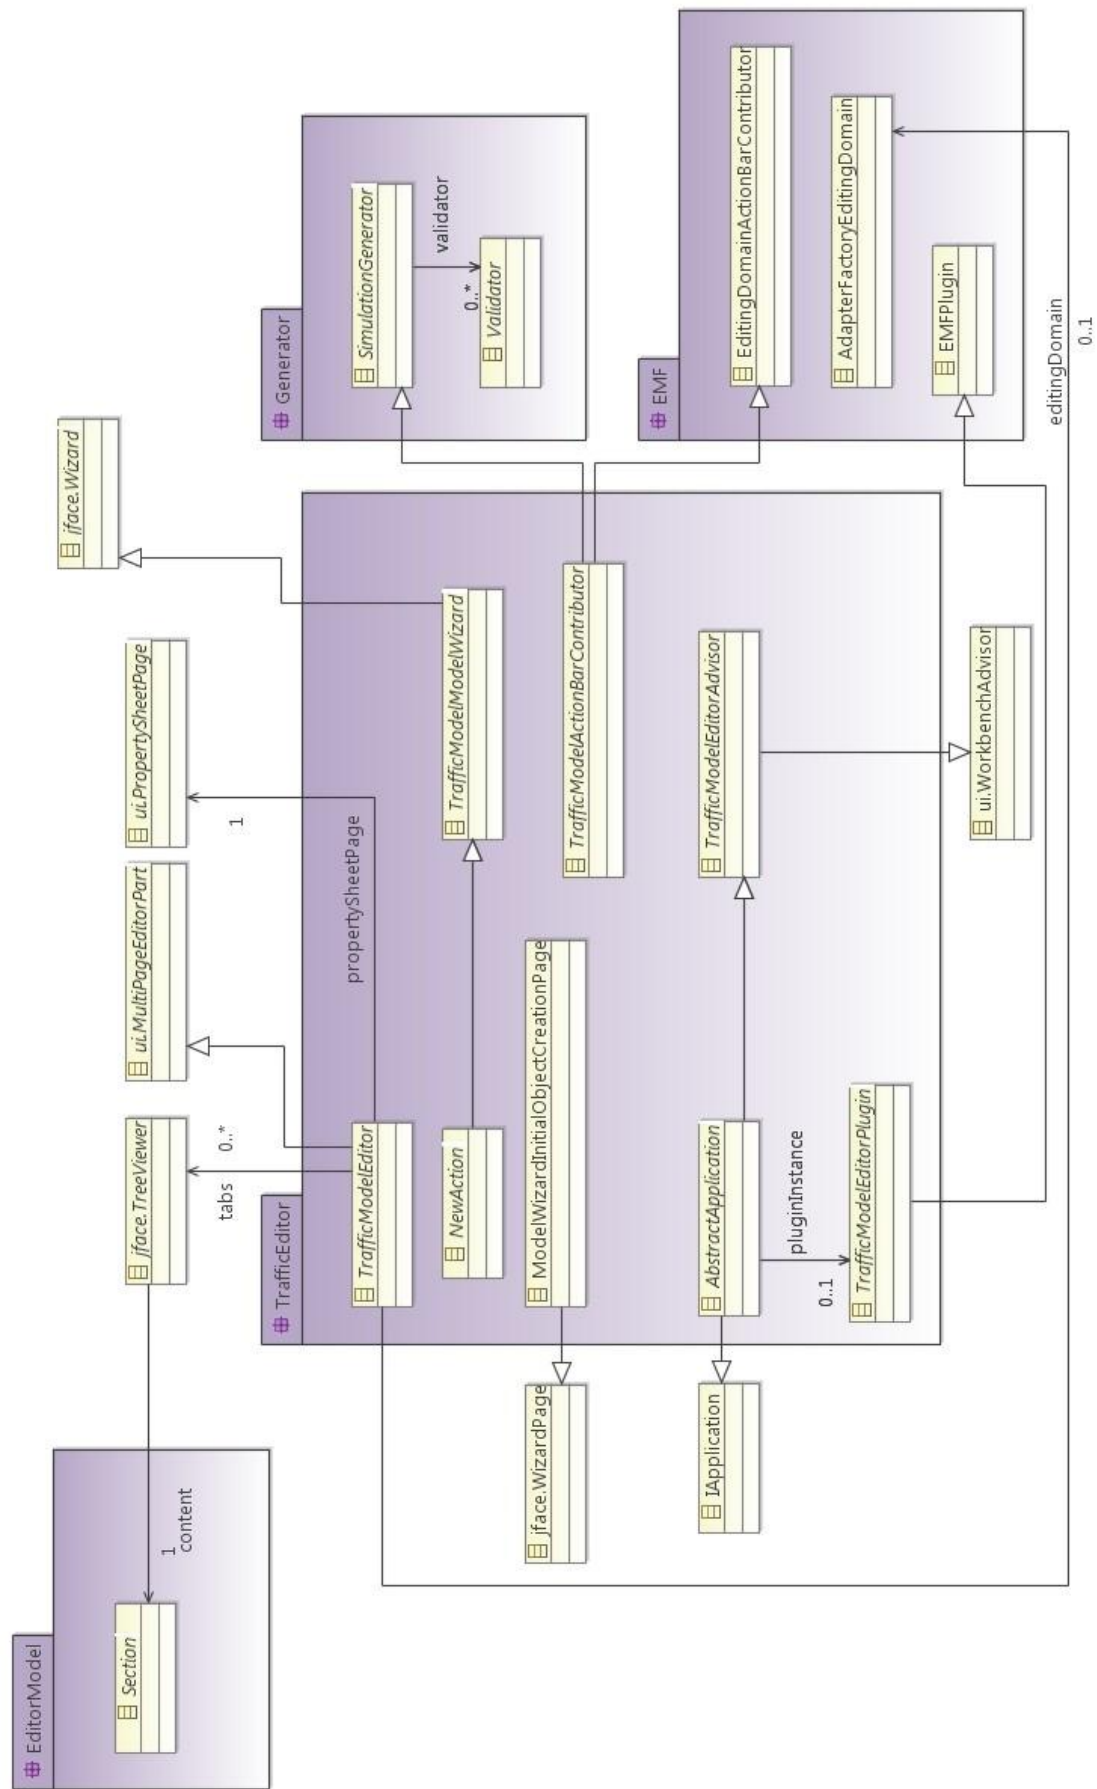 EditorModel
Section
1
content
jface.TreeViewer
ui.MultiPageEditorPart
ui.PropertySheetPage
jface.Wizard
tabs
0..*
1
propertySheetPage
TrafficEditor
TrafficModelEditor
NewAction
TrafficModelModelWizard
ModelWizardInitialObjectCreationPage
TrafficModelActionBarContributor
AbstractApplication
TrafficModelEditorAdvisor
pluginInstance
0..1
TrafficModelEditorPlugin
jface.WizardPage
IApplication
ui.WorkbenchAdvisor
Generator
SimulationGenerator
validator
0..*
Validator
EMF
EditingDomainActionBarContributor
AdapterFactoryEditingDomain
EMFPlugin
editingDomain
0..1